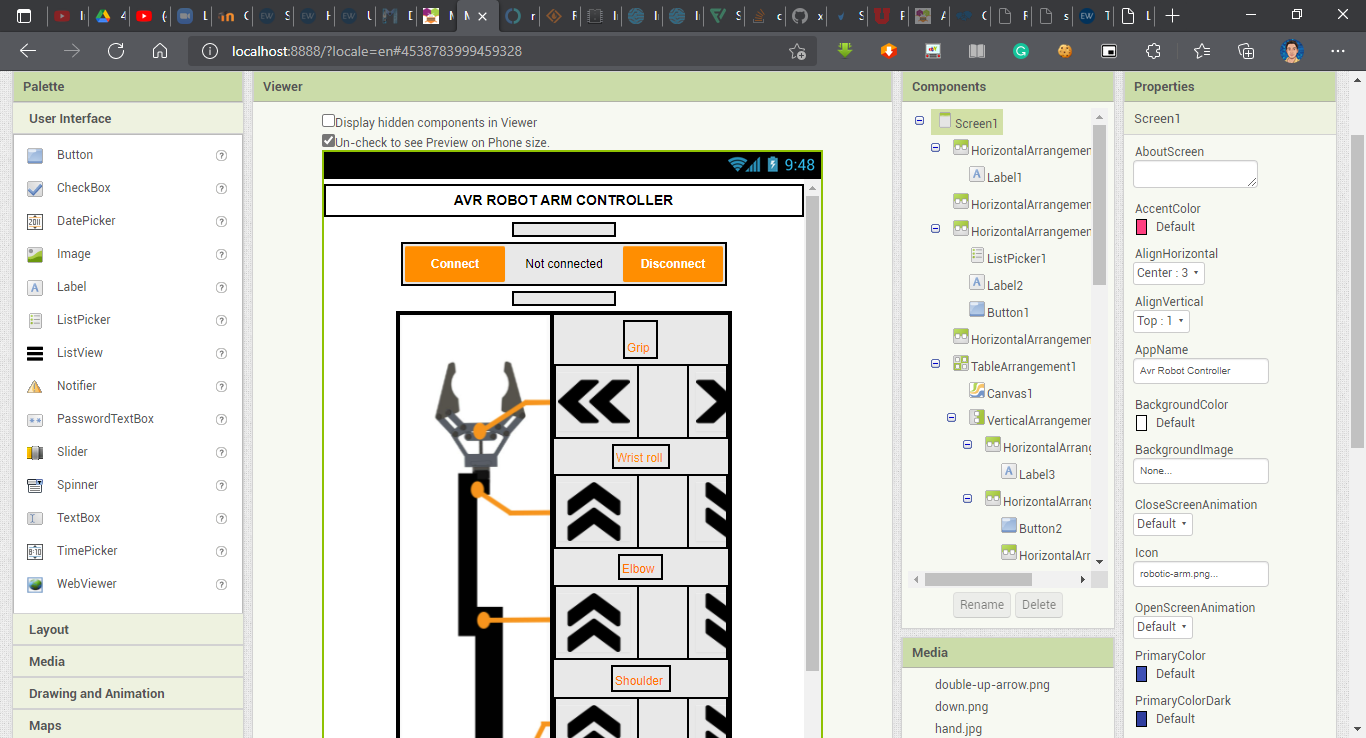 localhost:8888/?locale=en#4538783999459328
Palette
User Interface
Button
CheckBox
DatePicker
Image
Label
ListPicker
ListView
Notifier
PasswordTextBox
Slider
Spinner
TextBox
TimePicker
WebViewer
Layout
Media
Drawing and Animation
Maps
Viewer
Display hidden components in Viewer
Un-check to see Preview on Phone size.
9:48
AVR ROBOT ARM CONTROLLER
Connect Not connected Disconnect
Grip
Wrist roll
Elbow
Shoulder
Components
Screen1
HorizontalArrangemen
Label1
HorizontalArrangemen
HorizontalArrangemen
ListPicker1
Label2
Button1
HorizontalArrangemen
TableArrangement1
Canvas1
VerticalArrangemer
HorizontalArrang
Label3
HorizontalArrang
Button2
HorizontalArr
Rename Delete
Media
double-up-arrow.png
down.png
hand.jpg
Properties
Screen1
AboutScreen
AccentColor
Default
AlignHorizontal
Center : 3
AlignVertical
Top : 1
AppName
Avr Robot Controller
BackgroundColor
Default
BackgroundImage
None...
CloseScreenAnimation
Default
Icon
robotic-arm.png...
OpenScreenAnimation
Default
PrimaryColor
Default
PrimaryColorDark
Default